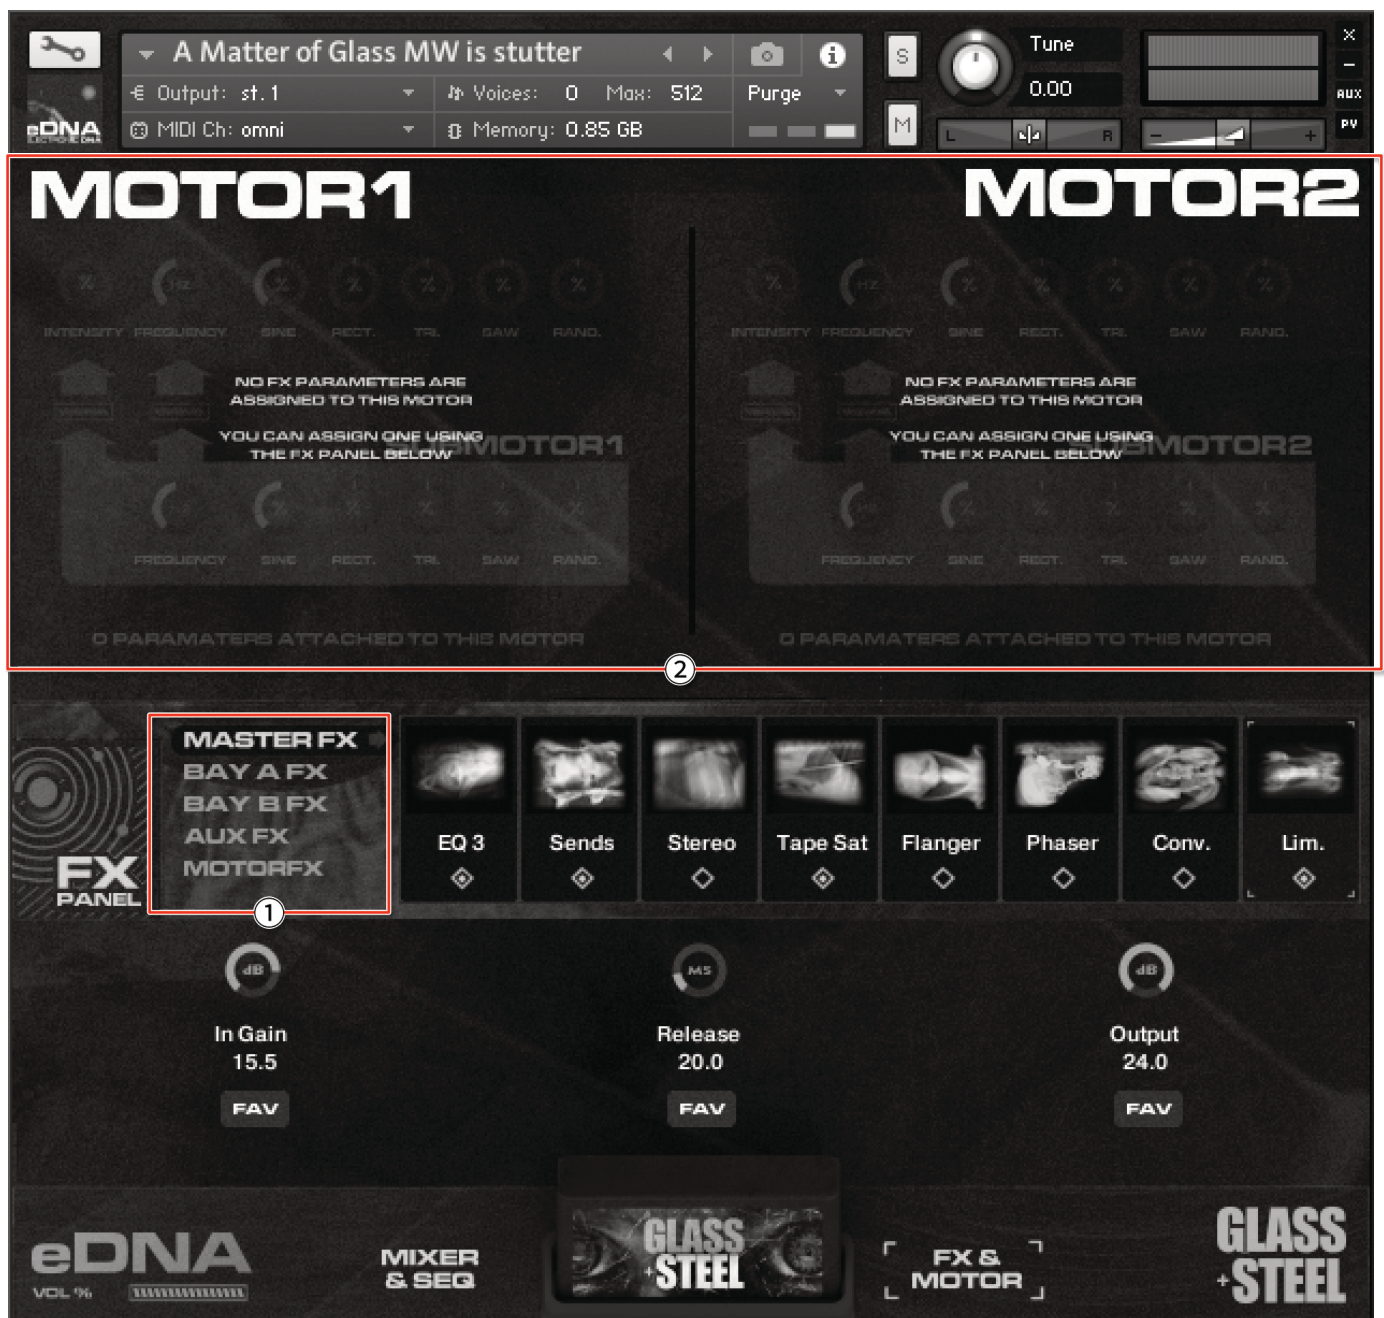 A Matter of Glass MW is stutter
S
Tune
0.00
X
–
AUX
PV
Output: st. 1
Voices: 0 Max: 512
Purge
eDNA
MIDI Ch: omni
Memory: 0.85 GB
M
L R
- +
MOTOR1
MOTOR2
% HZ % % % % %
% HZ % % % % %
INTENSITY FREQUENCY SINE RECT. TRI. SAW RAND.
INTENSITY FREQUENCY SINE RECT. TRI. SAW RAND.
NO FX PARAMETERS ARE
ASSIGNED TO THIS MOTOR
YOU CAN ASSIGN ONE USING
THE FX PANEL BELOW
NO FX PARAMETERS ARE
ASSIGNED TO THIS MOTOR
YOU CAN ASSIGN ONE USING
THE FX PANEL BELOW
SUBMOTOR1
SUBMOTOR2
FREQUENCY SINE RECT. TRI. SAW RAND.
FREQUENCY SINE RECT. TRI. SAW RAND.
0 PARAMATERS ATTACHED TO THIS MOTOR
0 PARAMATERS ATTACHED TO THIS MOTOR
2
FX
PANEL
MASTER FX
BAY A FX
BAY B FX
AUX FX
MOTORFX
1
EQ 3
Sends
Stereo
Tape Sat
Flanger
Phaser
Conv.
Lim.
dB
MS
dB
In Gain
15.5
FAV
Release
20.0
FAV
Output
24.0
FAV
eDNA
VOL %
MIXER
& SEQ
GLASS
+STEEL
FX &
MOTOR
GLASS
+STEEL